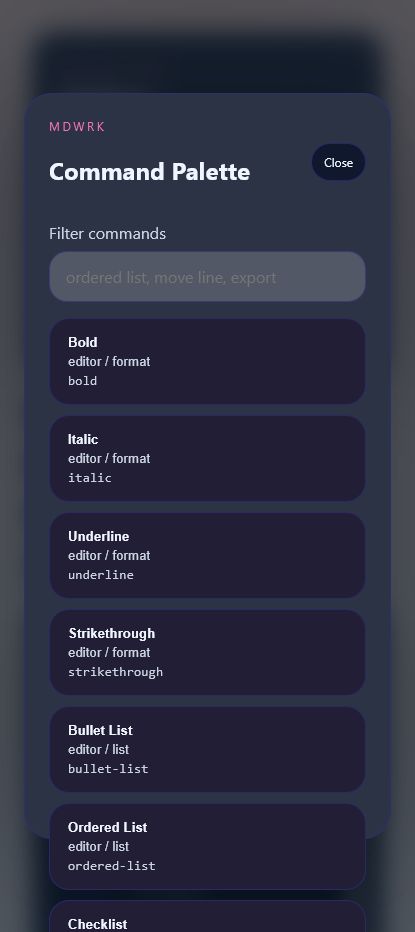 MDWRK
Command Palette
Close
Filter commands
ordered list, move line, export
Bold
editor / format
bold
Italic
editor / format
italic
Underline
editor / format
underline
Strikethrough
editor / format
strikethrough
Bullet List
editor / list
bullet-list
Ordered List
editor / list
ordered-list
Checklist